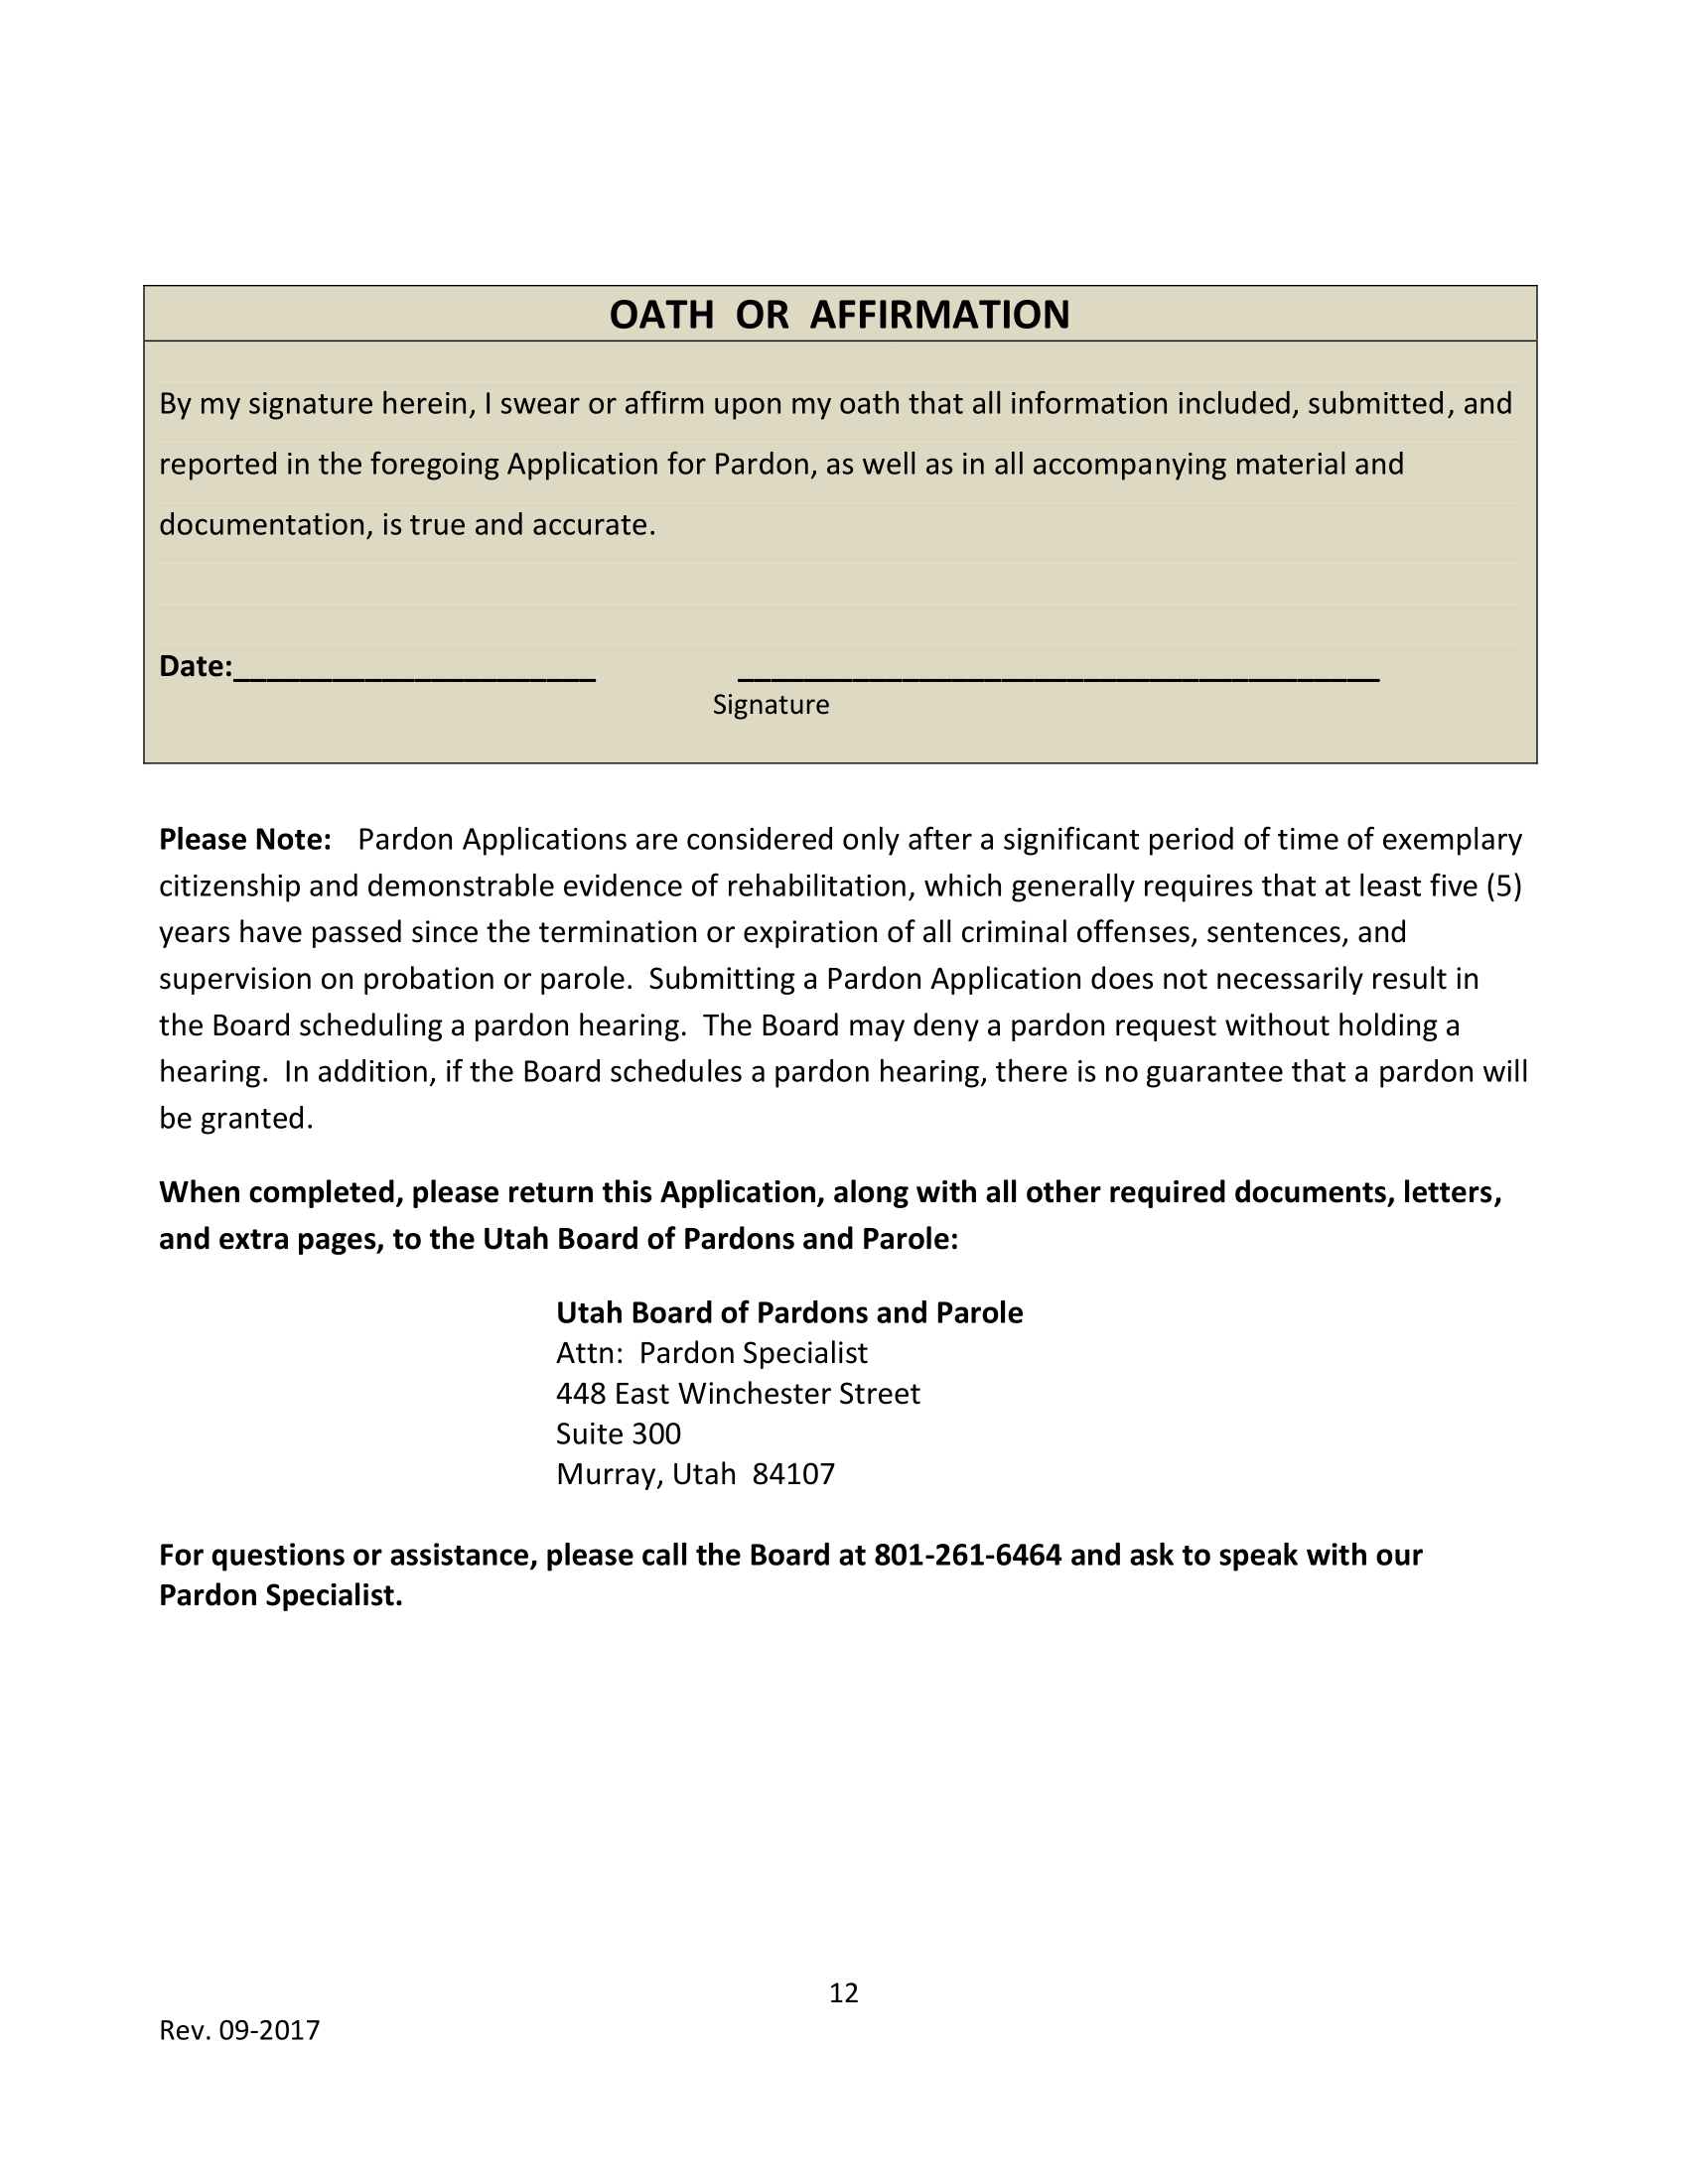 OATH OR AFFIRMATION
By my signature herein, I swear or affirm upon my oath that all information included, submitted, and
reported in the foregoing Application for Pardon, as well as in all accompanying material and
documentation, is true and accurate.
Date:______________________ _______________________________________
Signature
Please Note: Pardon Applications are considered only after a significant period of time of exemplary
citizenship and demonstrable evidence of rehabilitation, which generally requires that at least five (5)
years have passed since the termination or expiration of all criminal offenses, sentences, and
supervision on probation or parole. Submitting a Pardon Application does not necessarily result in
the Board scheduling a pardon hearing. The Board may deny a pardon request without holding a
hearing. In addition, if the Board schedules a pardon hearing, there is no guarantee that a pardon will
be granted.
When completed, please return this Application, along with all other required documents, letters,
and extra pages, to the Utah Board of Pardons and Parole:
Utah Board of Pardons and Parole
Attn: Pardon Specialist
448 East Winchester Street
Suite 300
Murray, Utah 84107
For questions or assistance, please call the Board at 801-261-6464 and ask to speak with our
Pardon Specialist.
12
Rev. 09-2017